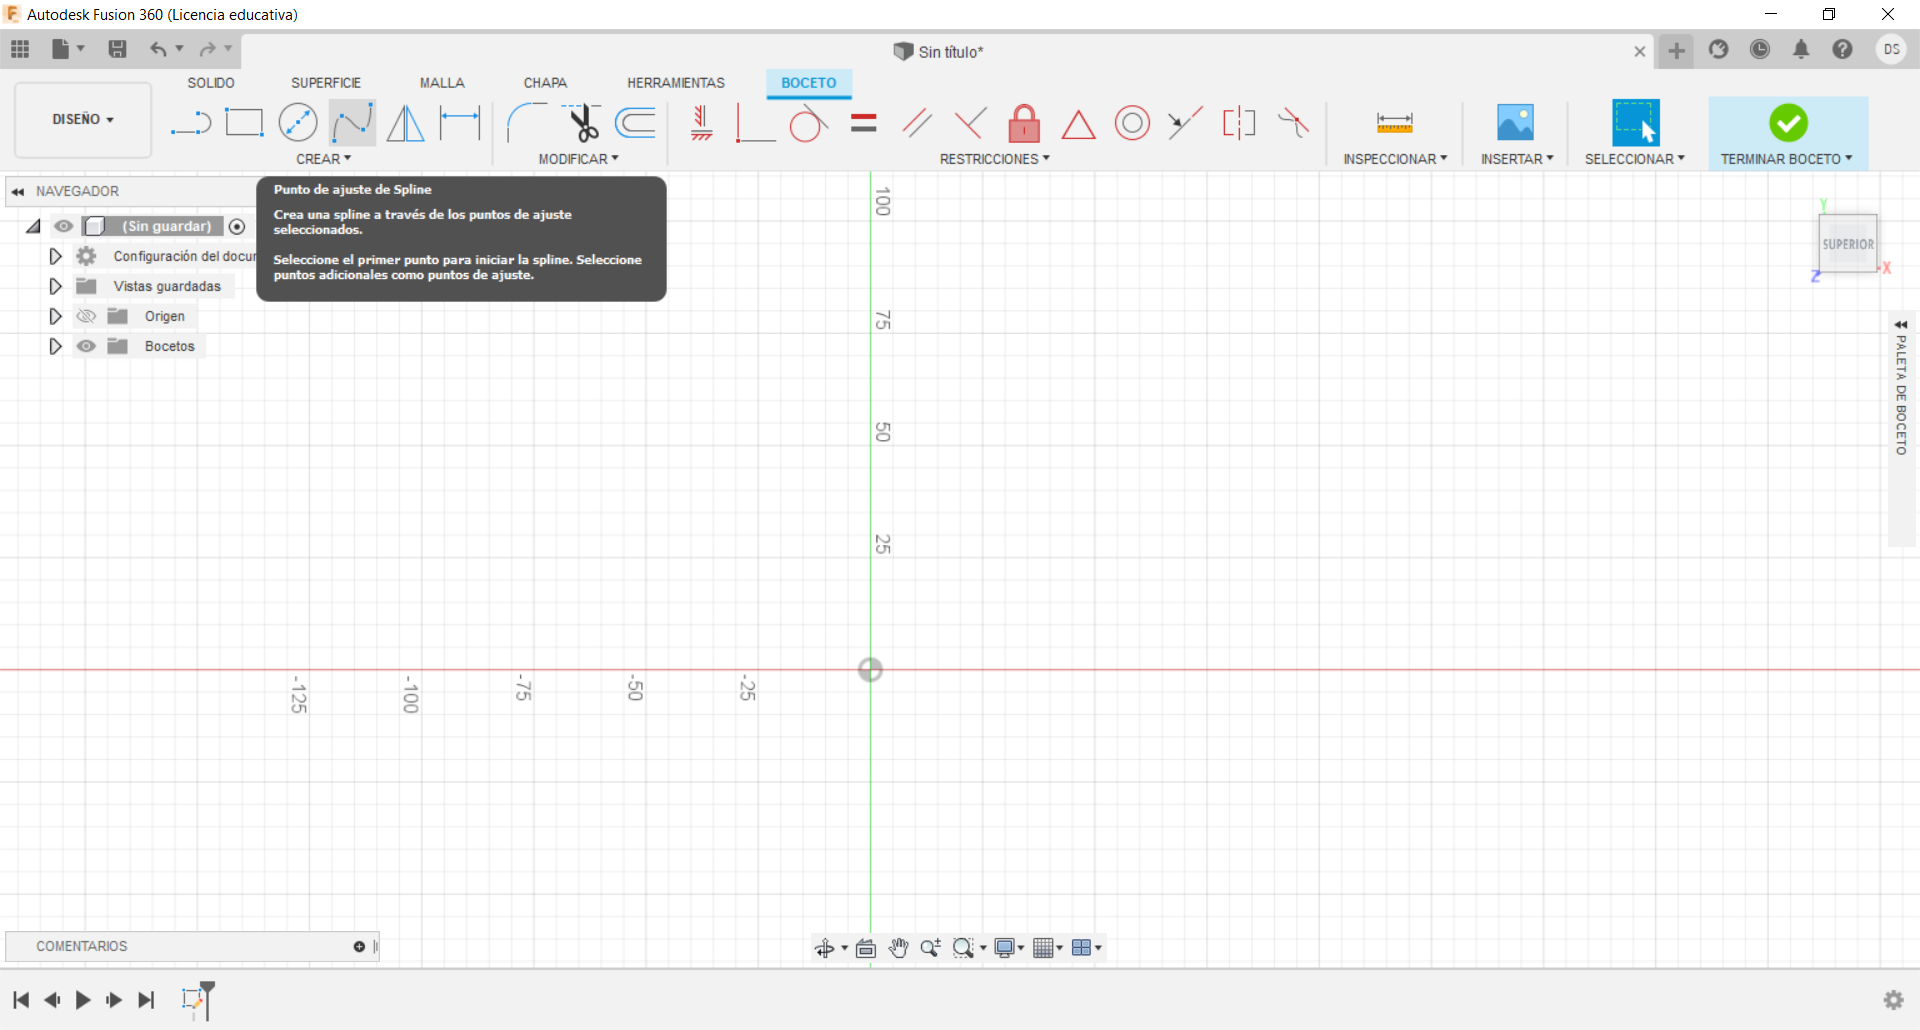 Autodesk Fusion 360 (Licencia educativa)
Sin título*
DS
SOLIDO
SUPERFICIE
MALLA
CHAPA
HERRAMIENTAS
BOCETO
DISEÑO
CREAR
MODIFICAR
RESTRICCIONES
INSPECCIONAR
INSERTAR
SELECCIONAR
TERMINAR BOCETO
NAVEGADOR
(Sin guardar)
Configuración del docu
Vistas guardadas
Origen
Bocetos
Punto de ajuste de Spline
Crea una spline a través de los puntos de ajuste
seleccionados.
Seleccione el primer punto para iniciar la spline. Seleccione
puntos adicionales como puntos de ajuste.
100
75
50
25
-125
-100
-75
-50
-25
Y
SUPERIOR
X
Z
PALETA DE BOCETO
COMENTARIOS